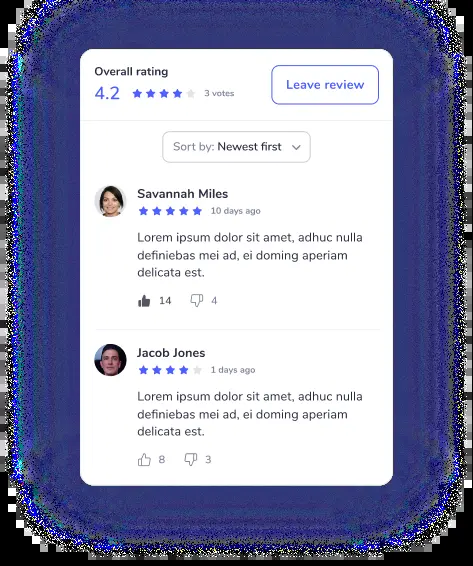 Overall rating
4.2 3 votes
Leave review
Sort by: Newest first
Savannah Miles
10 days ago
Lorem ipsum dolor sit amet, adhuc nulla
definiebas mei ad, ei doming aperiam
delicata est.
14 4
Jacob Jones
1 days ago
Lorem ipsum dolor sit amet, adhuc nulla
definiebas mei ad, ei doming aperiam
delicata est.
8 3